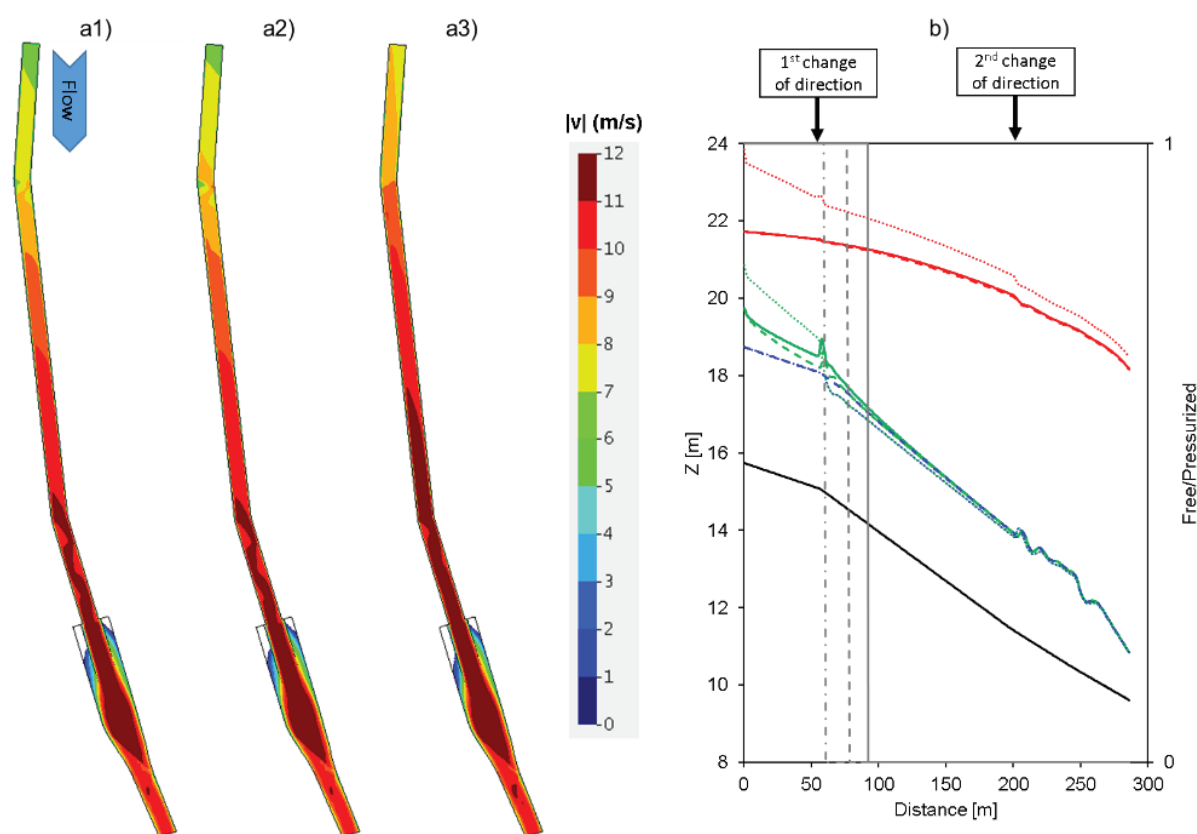 a1)
a2)
a3)
b)
Flow
|v| (m/s)
12
11
10
9
8
7
6
5
4
3
2
1
0
1st change
of direction
2nd change
of direction
24
22
20
18
16
14
12
10
8
Z [m]
0
50
100
150
200
250
300
Distance [m]
1
0
Free/Pressurized